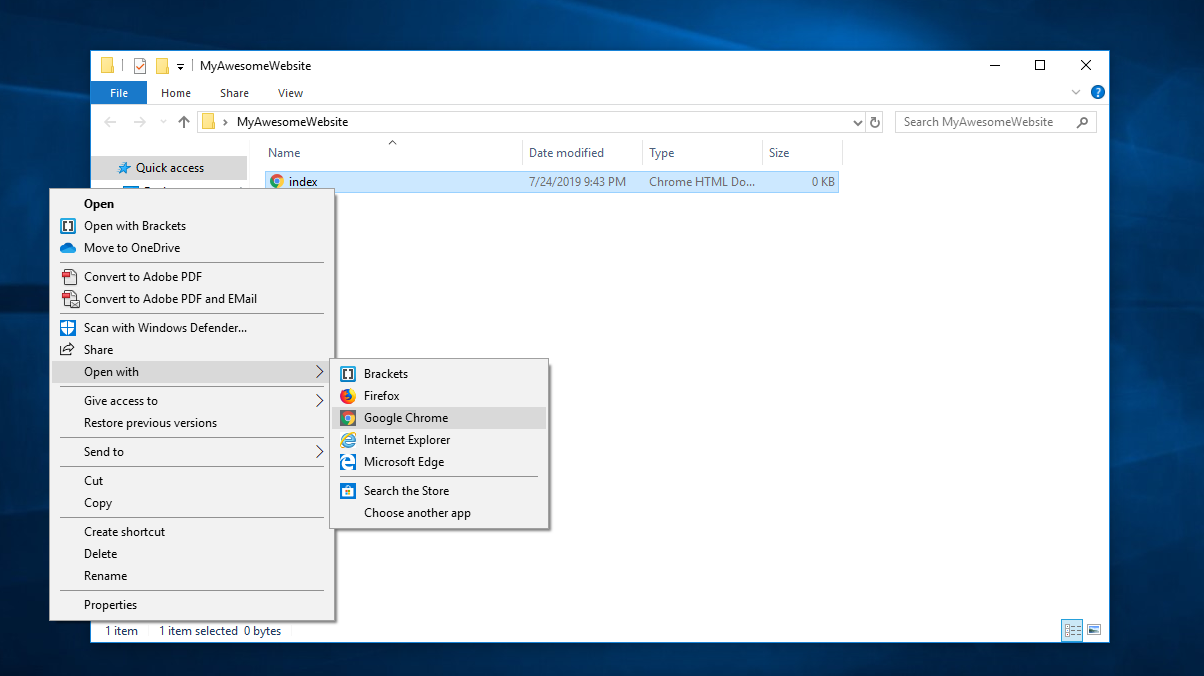 MyAwesomeWebsite
File Home Share View
MyAwesomeWebsite Search MyAwesomeWebsite
Name Date modified Type Size
Quick access
index 7/24/2019 9:43 PM Chrome HTML Do... 0 KB
Open
Open with Brackets
Move to OneDrive
Convert to Adobe PDF
Convert to Adobe PDF and EMail
Scan with Windows Defender...
Share
Open with
Give access to
Restore previous versions
Send to
Cut
Copy
Create shortcut
Delete
Rename
Properties
Brackets
Firefox
Google Chrome
Internet Explorer
Microsoft Edge
Search the Store
Choose another app
1 item 1 item selected 0 bytes